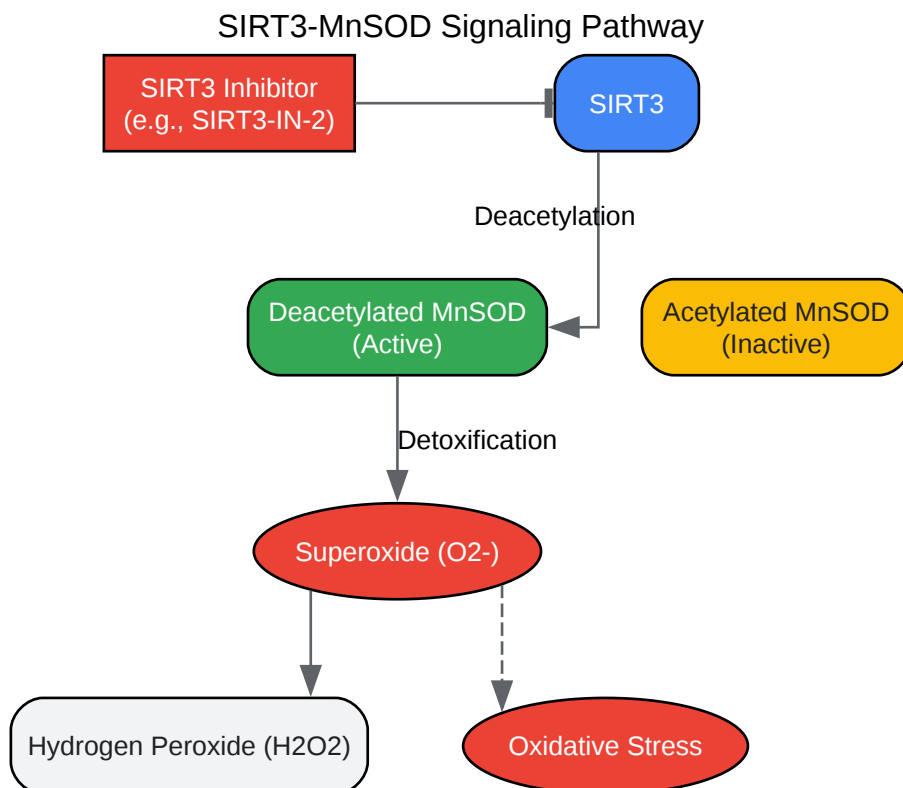 SIRT3-MnSOD Signaling Pathway
SIRT3 Inhibitor
(e.g., SIRT3-IN-2)
SIRT3
Deacetylation
Deacetylated MnSOD
(Active)
Acetylated MnSOD
(Inactive)
Detoxification
Superoxide (O2-)
Hydrogen Peroxide (H2O2)
Oxidative Stress